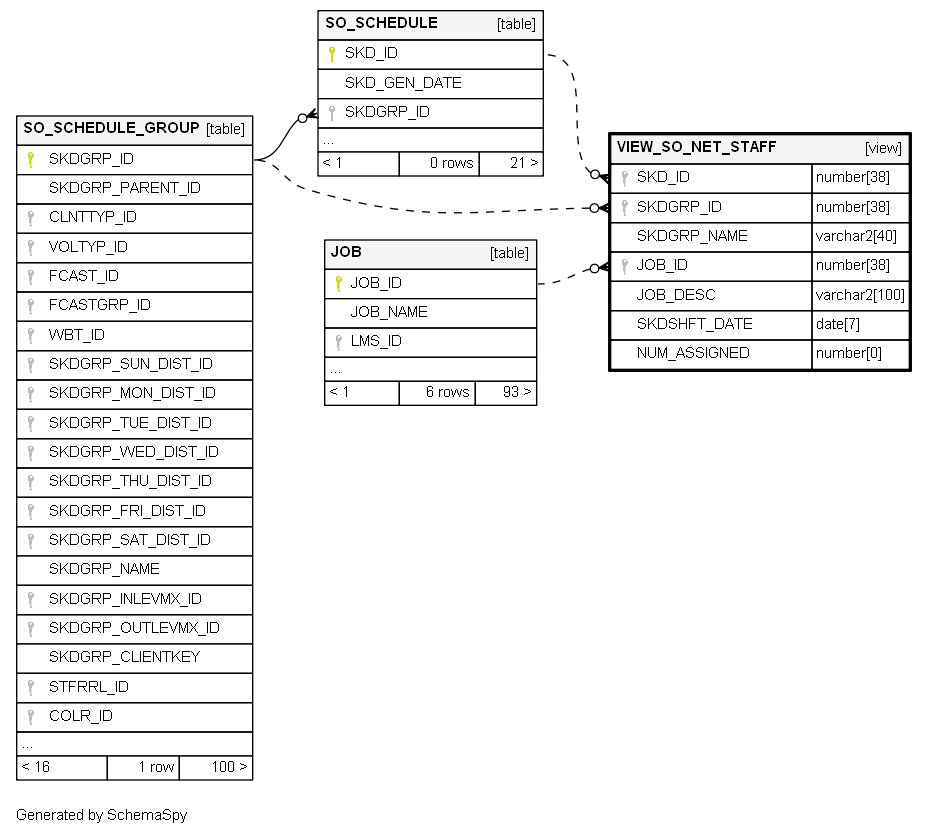 SO_SCHEDULE [table]
SKD_ID
SKD_GEN_DATE
SKDGRP_ID
...
< 1 0 rows 21 >
SO_SCHEDULE_GROUP [table]
SKDGRP_ID
SKDGRP_PARENT_ID
CLNTTYP_ID
VOLTYP_ID
FCAST_ID
FCASTGRP_ID
WBT_ID
SKDGRP_SUN_DIST_ID
SKDGRP_MON_DIST_ID
SKDGRP_TUE_DIST_ID
SKDGRP_WED_DIST_ID
SKDGRP_THU_DIST_ID
SKDGRP_FRI_DIST_ID
SKDGRP_SAT_DIST_ID
SKDGRP_NAME
SKDGRP_INLEVMX_ID
SKDGRP_OUTLEVMX_ID
SKDGRP_CLIENTKEY
STFRRL_ID
COLR_ID
...
< 16 1 row 100 >
JOB [table]
JOB_ID
JOB_NAME
LMS_ID
...
< 1 6 rows 93 >
VIEW_SO_NET_STAFF [view]
SKD_ID number[38]
SKDGRP_ID number[38]
SKDGRP_NAME varchar2[40]
JOB_ID number[38]
JOB_DESC varchar2[100]
SKDSHFT_DATE date[7]
NUM_ASSIGNED number[0]
Generated by SchemaSpy